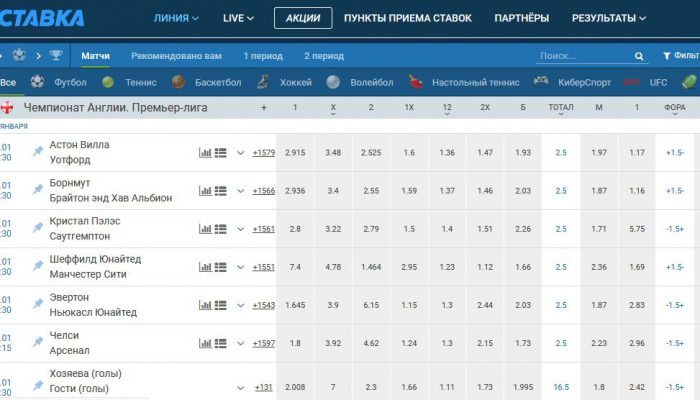 СТАВКА ЛИНИЯ LIVE АКЦИИ ПУНКТЫ ПРИЕМА СТАВОК ПАРТНЁРЫ РЕЗУЛЬТАТЫ
Матчи Рекомендовано вам 1 период 2 период Поиск... Фильт
Все Футбол Теннис Баскетбол Хоккей Волейбол Настольный теннис КиберСпорт UFC
Чемпионат Англии. Премьер-лига + 1 X 2 1X 12 2X Б ТОТАЛ М 1 ФОРА
ЯНВАРЯ
.01 Астон Вилла
:30 Уотфорд +1579 2.915 3.48 2.525 1.6 1.36 1.47 1.93 2.5 1.97 1.17 +1.5-
.01 Борнмут
:30 Брайтон энд Хав Альбион +1566 2.936 3.4 2.55 1.59 1.37 1.46 2.03 2.5 1.87 1.16 +1.5-
.01 Кристал Пэлэс
:30 Саутгемптон +1561 2.8 3.22 2.79 1.5 1.4 1.51 2.26 2.5 1.71 5.75 -1.5+
.01 Шеффилд Юнайтед
:30 Манчестер Сити +1551 7.4 4.78 1.464 2.95 1.23 1.12 1.66 2.5 2.36 1.69 +1.5-
.01 Эвертон
:30 Ньюкасл Юнайтед +1543 1.645 3.9 6.15 1.15 1.3 2.44 2.03 2.5 1.87 2.83 -1.5+
.01 Челси
:15 Арсенал +1597 1.8 3.92 4.62 1.24 1.3 2.15 1.73 2.5 2.23 2.96 -1.5+
.01 Хозяева (голы)
:30 Гости (голы) +131 2.008 7 2.3 1.66 1.11 1.73 1.995 16.5 1.8 2.42 -1.5+